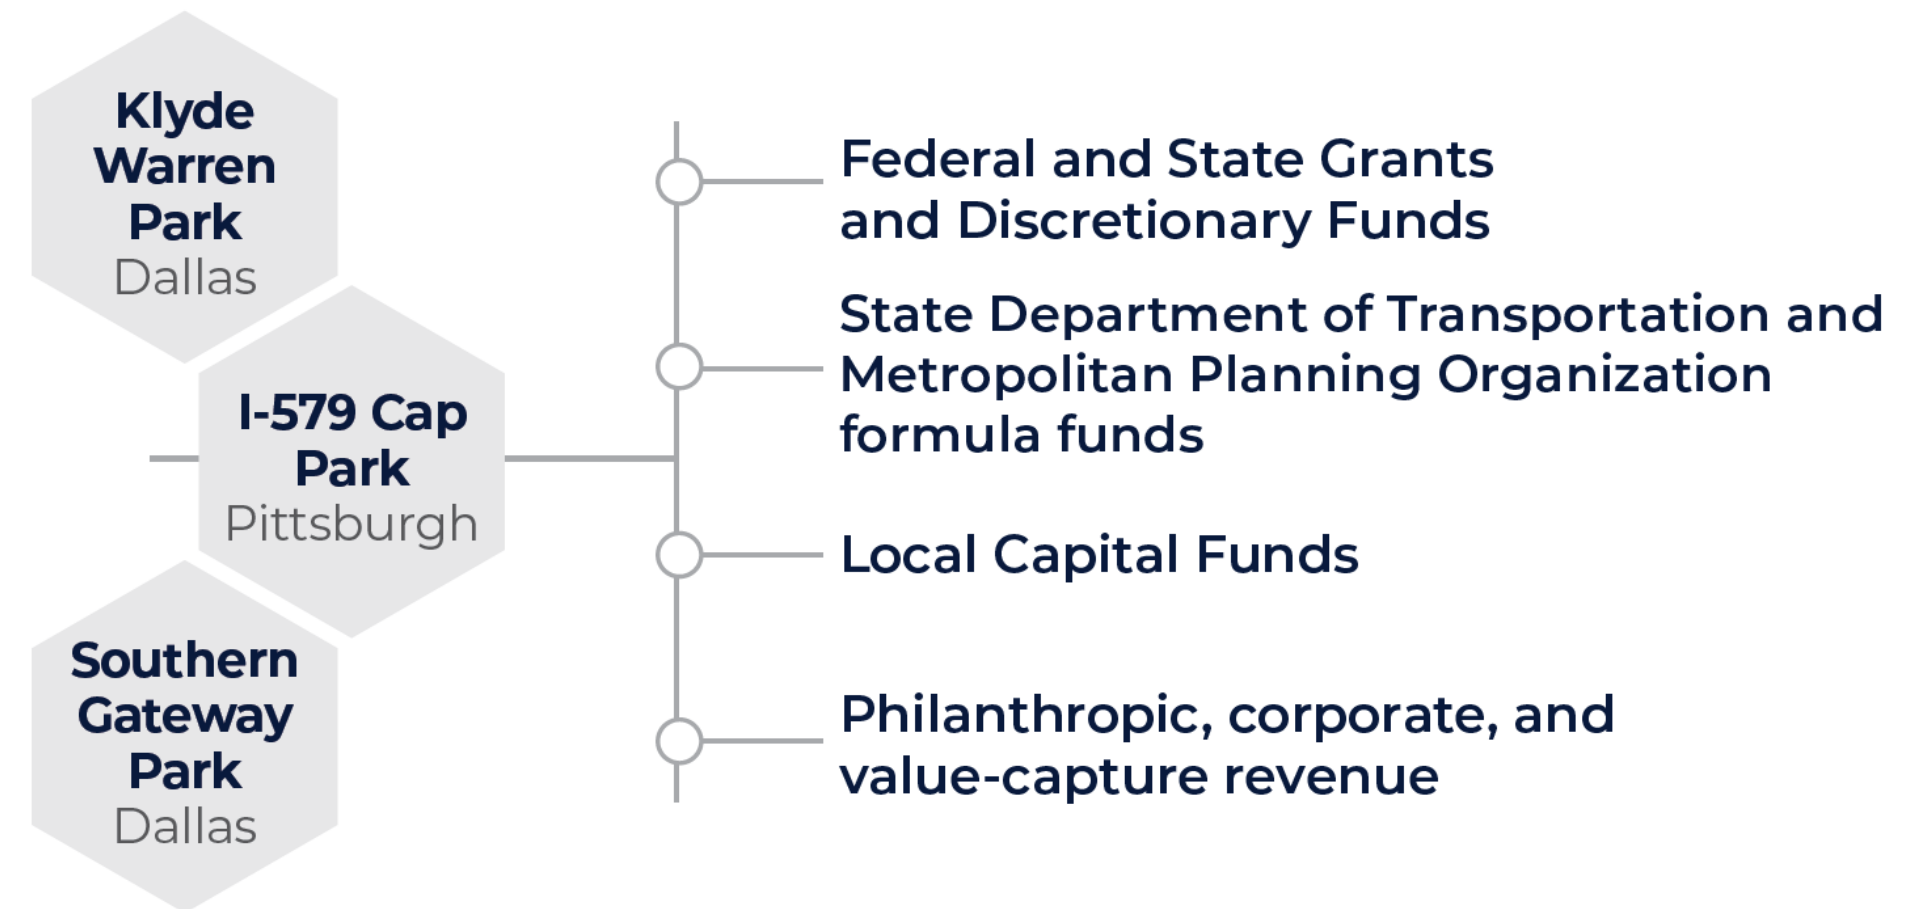 Klyde
Warren
Park
Dallas
I-579 Cap
Park
Pittsburgh
Southern
Gateway
Park
Dallas
Federal and State Grants
and Discretionary Funds
State Department of Transportation and
Metropolitan Planning Organization
formula funds
Local Capital Funds
Philanthropic, corporate, and
value-capture revenue